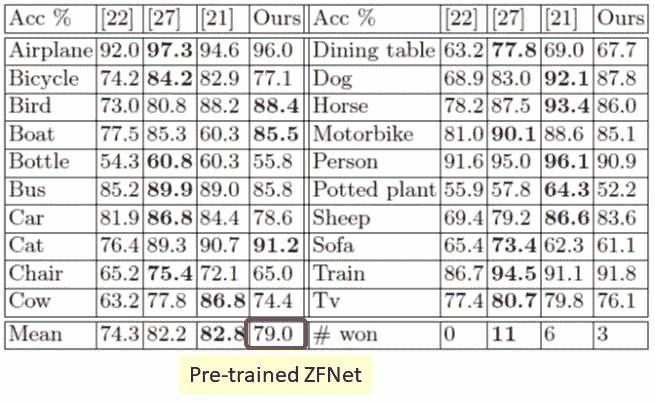 Acc % [22] [27] [21] Ours Acc % [22] [27] [21] Ours
Airplane 92.0 97.3 94.6 96.0 Dining table 63.2 77.8 69.0 67.7
Bicycle 74.2 84.2 82.9 77.1 Dog 68.9 83.0 92.1 87.8
Bird 73.0 80.8 88.2 88.4 Horse 78.2 87.5 93.4 86.0
Boat 77.5 85.3 60.3 85.5 Motorbike 81.0 90.1 88.6 85.1
Bottle 54.3 60.8 60.3 55.8 Person 91.6 95.0 96.1 90.9
Bus 85.2 89.9 89.0 85.8 Potted plant 55.9 57.8 64.3 52.2
Car 81.9 86.8 84.4 78.6 Sheep 69.4 79.2 86.6 83.6
Cat 76.4 89.3 90.7 91.2 Sofa 65.4 73.4 62.3 61.1
Chair 65.2 75.4 72.1 65.0 Train 86.7 94.5 91.1 91.8
Cow 63.2 77.8 86.8 74.4 Tv 77.4 80.7 79.8 76.1
Mean 74.3 82.2 82.8 79.0 # won 0 11 6 3
Pre-trained ZFNet